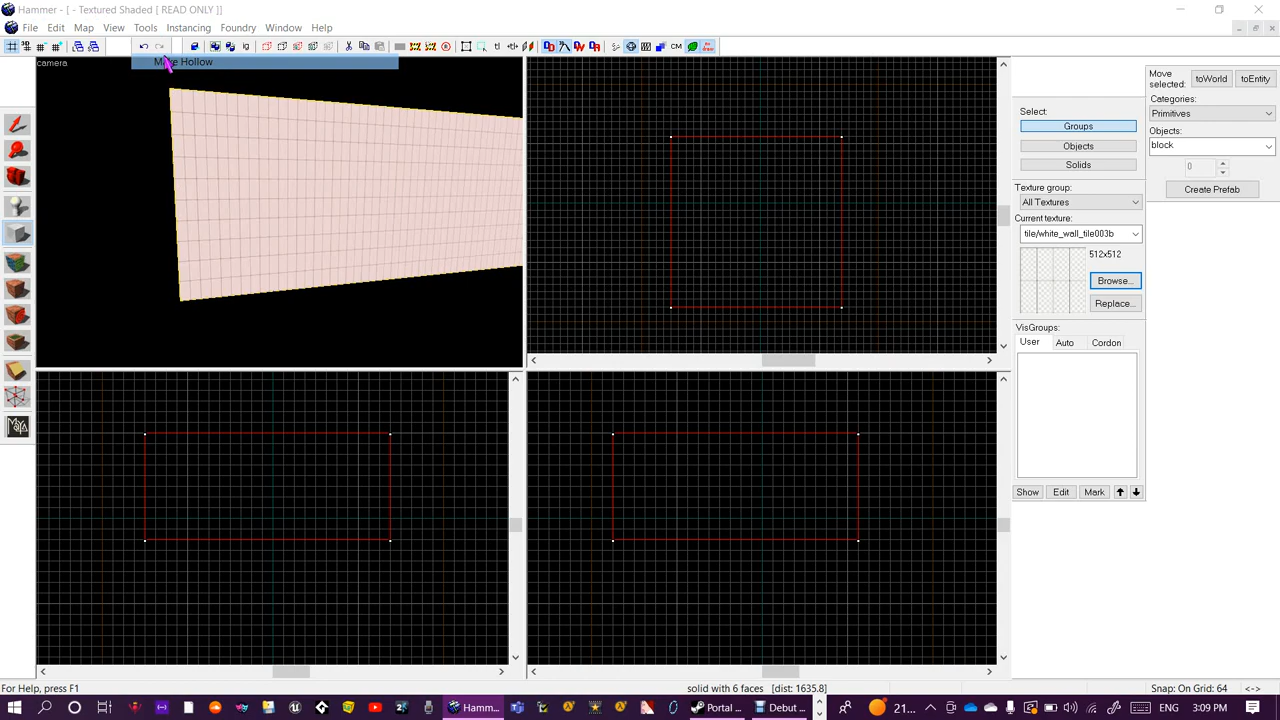 Hammer - [ - Textured Shaded [ READ ONLY ]]
File Edit Map View Tools Instancing Foundry Window Help
camera
Make Hollow
CM
Select:
Groups
Objects
Solids
Texture group:
All Textures
Current texture:
tile/white_wall_tile003b
512x512
Browse...
Replace...
VisGroups:
User Auto Cordon
Show Edit Mark
Move
selected:
toWorld toEntity
Categories:
Primitives
Objects:
block
0
Create Prefab
For Help, press F1
solid with 6 faces [dist: 1635.8]
Snap: On Grid: 64 <->
Hamm... Portal ... Debut ... 21... ENG 3:09 PM